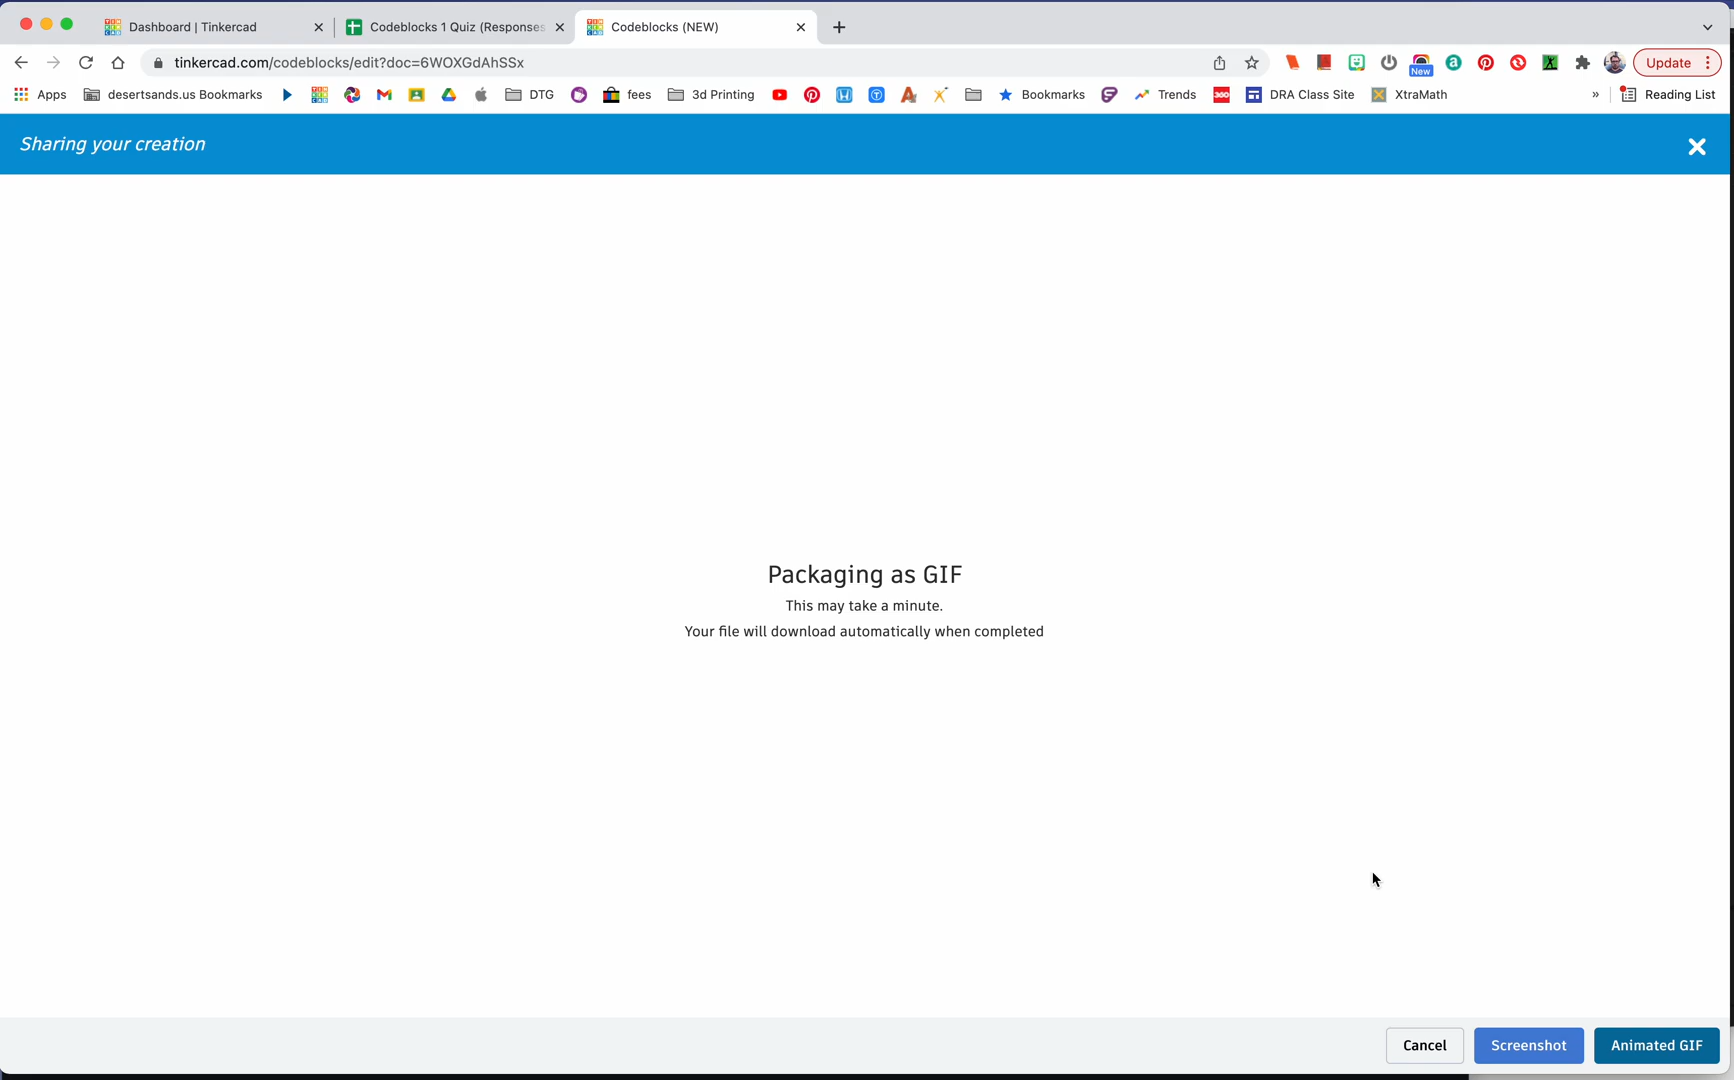 Dashboard | Tinkercad
Codeblocks 1 Quiz (Responses
Codeblocks (NEW)
tinkercad.com/codeblocks/edit?doc=6WOXGdAhSSx
New
Update
Apps
desertsands.us Bookmarks
DTG
fees
3d Printing
Bookmarks
Trends
360
DRA Class Site
XtraMath
»
Reading List
Sharing your creation
Packaging as GIF
This may take a minute.
Your file will download automatically when completed
Cancel
Screenshot
Animated GIF